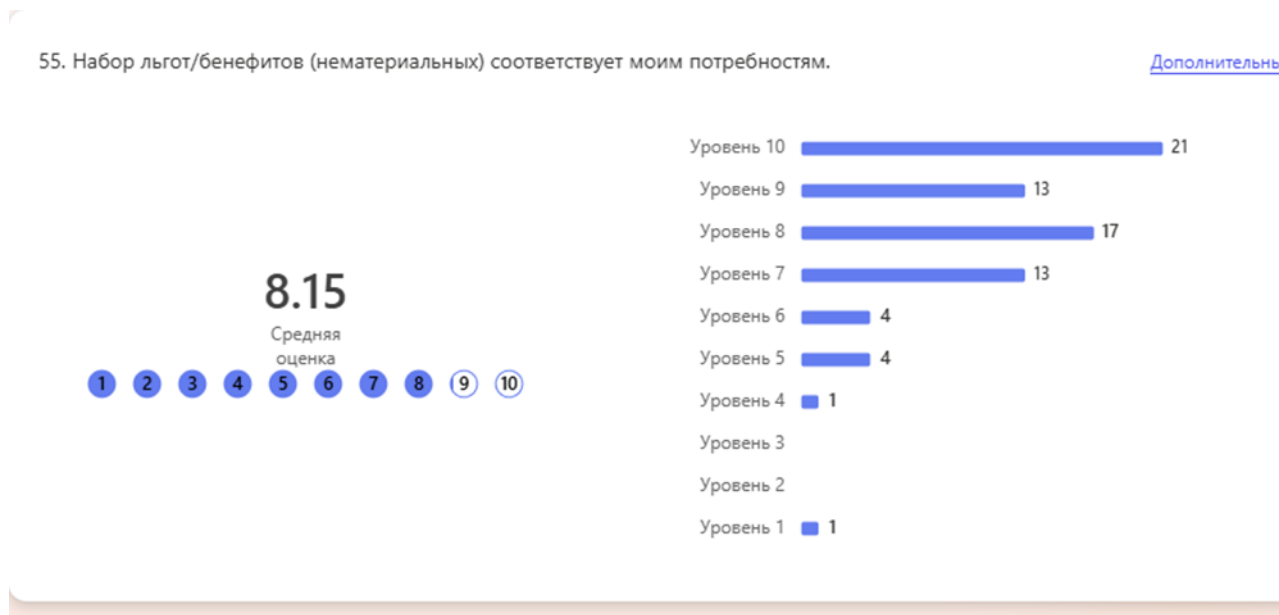 55. Набор льгот/бенефитов (нематериальных) соответствует моим потребностям.
Дополнительны
8.15
Средняя
оценка
1 2 3 4 5 6 7 8 9 10
Уровень 10 21
Уровень 9 13
Уровень 8 17
Уровень 7 13
Уровень 6 4
Уровень 5 4
Уровень 4 1
Уровень 3
Уровень 2
Уровень 1 1